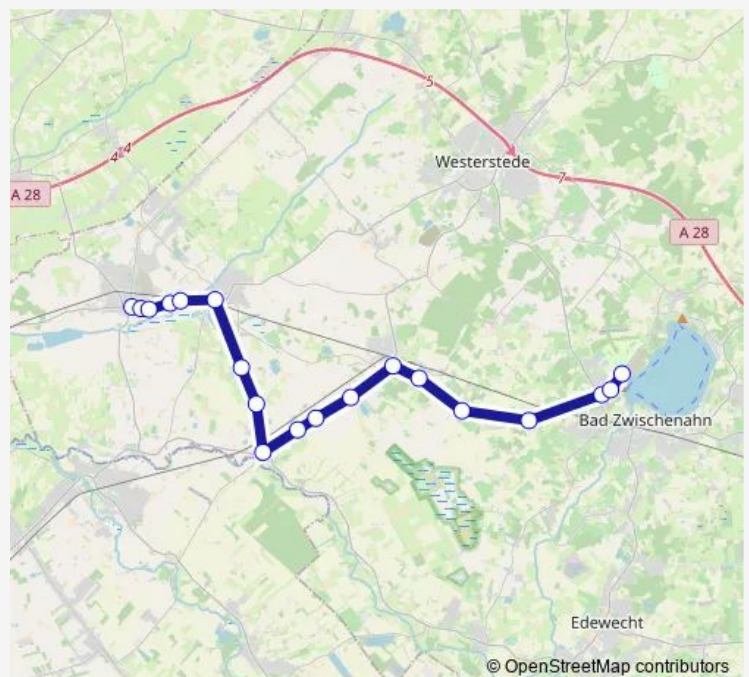 5
Westerstede
4
4
7
A 28
A 28
Bad Zwischenahn
Edewecht
© OpenStreetMap contributors